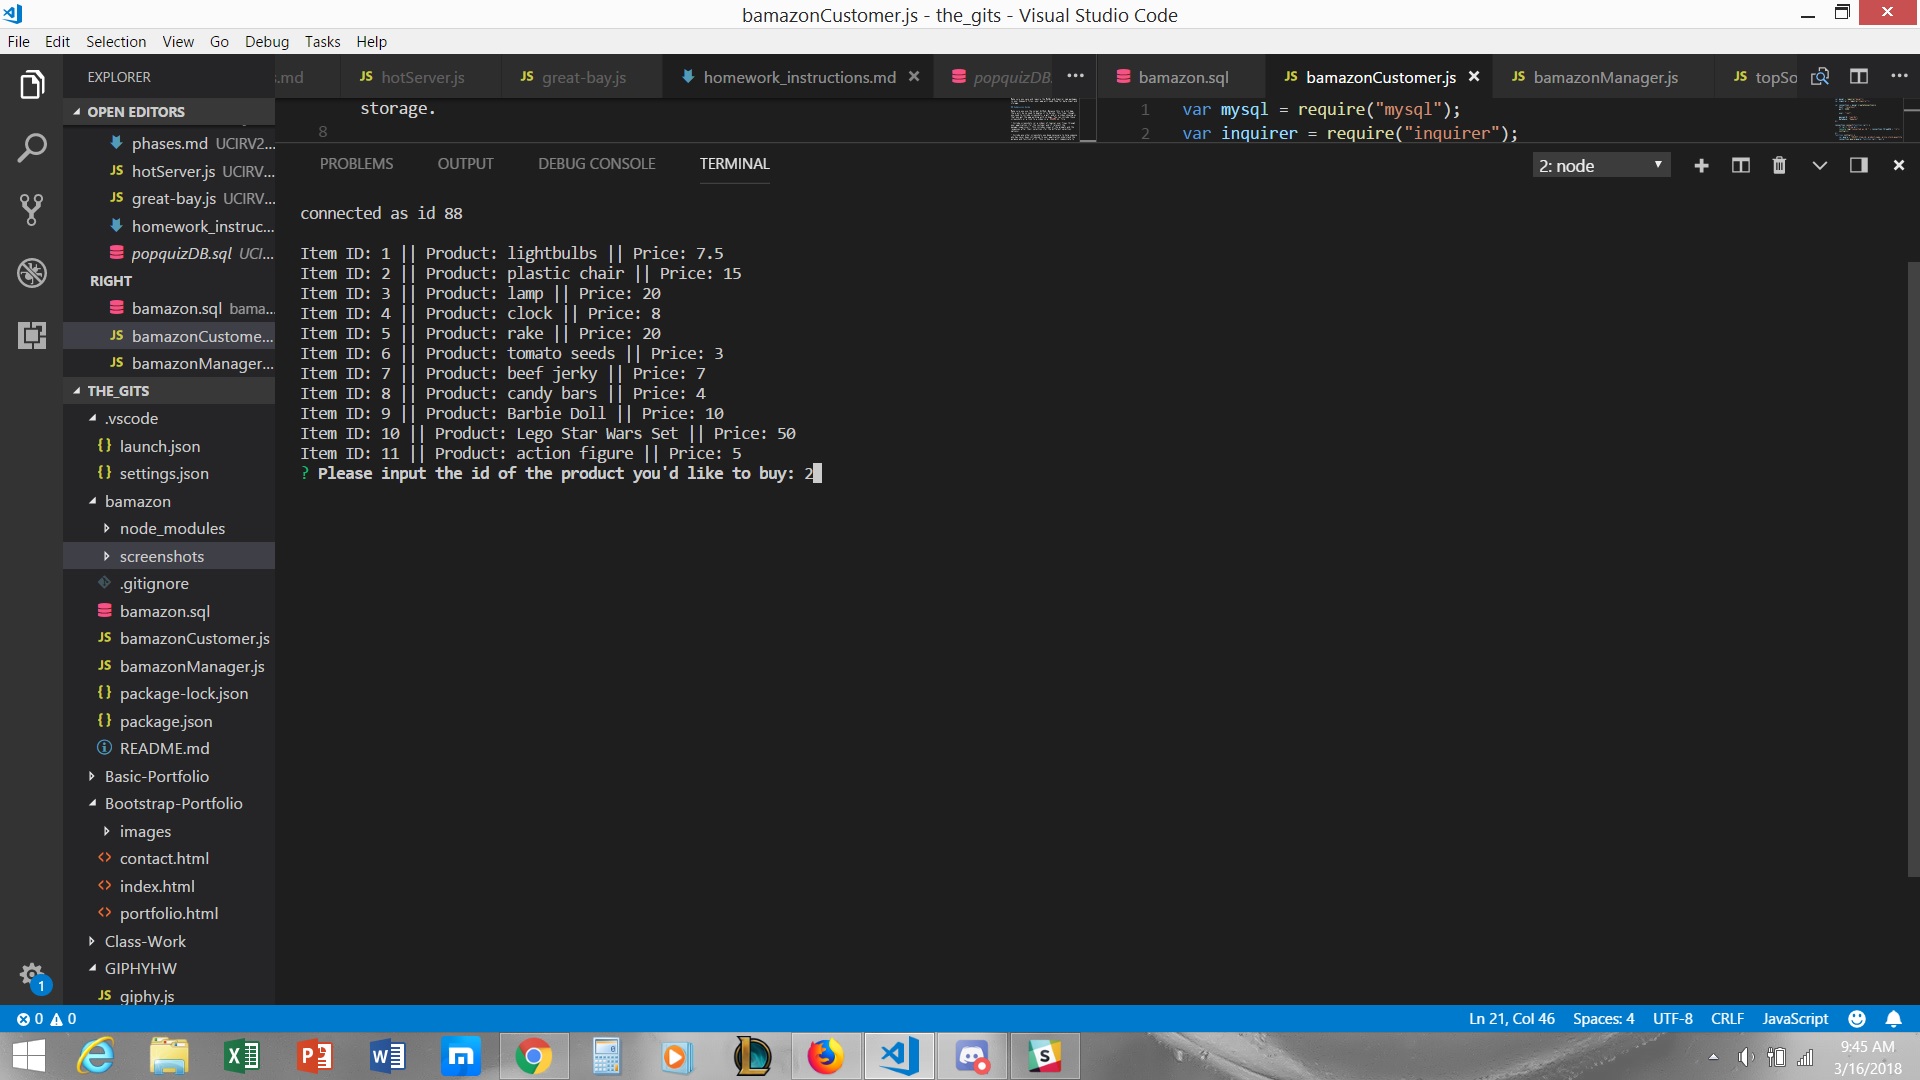 bamazonCustomer.js - the_gits - Visual Studio Code
File Edit Selection View Go Debug Tasks Help
EXPLORER
OPEN EDITORS
phases.md UCIRV2...
hotServer.js UCIRV...
great-bay.js UCIRV...
homework_instruc...
popquizDB.sql UCI...
RIGHT
bamazon.sql bama...
bamazonCustome...
bamazonManager...
THE_GITS
.vscode
launch.json
settings.json
bamazon
node_modules
screenshots
.gitignore
bamazon.sql
bamazonCustomer.js
bamazonManager.js
package-lock.json
package.json
README.md
Basic-Portfolio
Bootstrap-Portfolio
images
contact.html
index.html
portfolio.html
Class-Work
GIPHYHW
giphy.js
s.md JS hotServer.js JS great-bay.js homework_instructions.md popquizDB. ... bamazon.sql JS bamazonCustomer.js JS bamazonManager.js JS topSo ...
storage.
8
1 var mysql = require("mysql");
2 var inquirer = require("inquirer");
PROBLEMS OUTPUT DEBUG CONSOLE TERMINAL 2: node
connected as id 88
Item ID: 1 || Product: lightbulbs || Price: 7.5
Item ID: 2 || Product: plastic chair || Price: 15
Item ID: 3 || Product: lamp || Price: 20
Item ID: 4 || Product: clock || Price: 8
Item ID: 5 || Product: rake || Price: 20
Item ID: 6 || Product: tomato seeds || Price: 3
Item ID: 7 || Product: beef jerky || Price: 7
Item ID: 8 || Product: candy bars || Price: 4
Item ID: 9 || Product: Barbie Doll || Price: 10
Item ID: 10 || Product: Lego Star Wars Set || Price: 50
Item ID: 11 || Product: action figure || Price: 5
? Please input the id of the product you'd like to buy: 2
1
0 0 Ln 21, Col 46 Spaces: 4 UTF-8 CRLF JavaScript
9:45 AM
3/16/2018